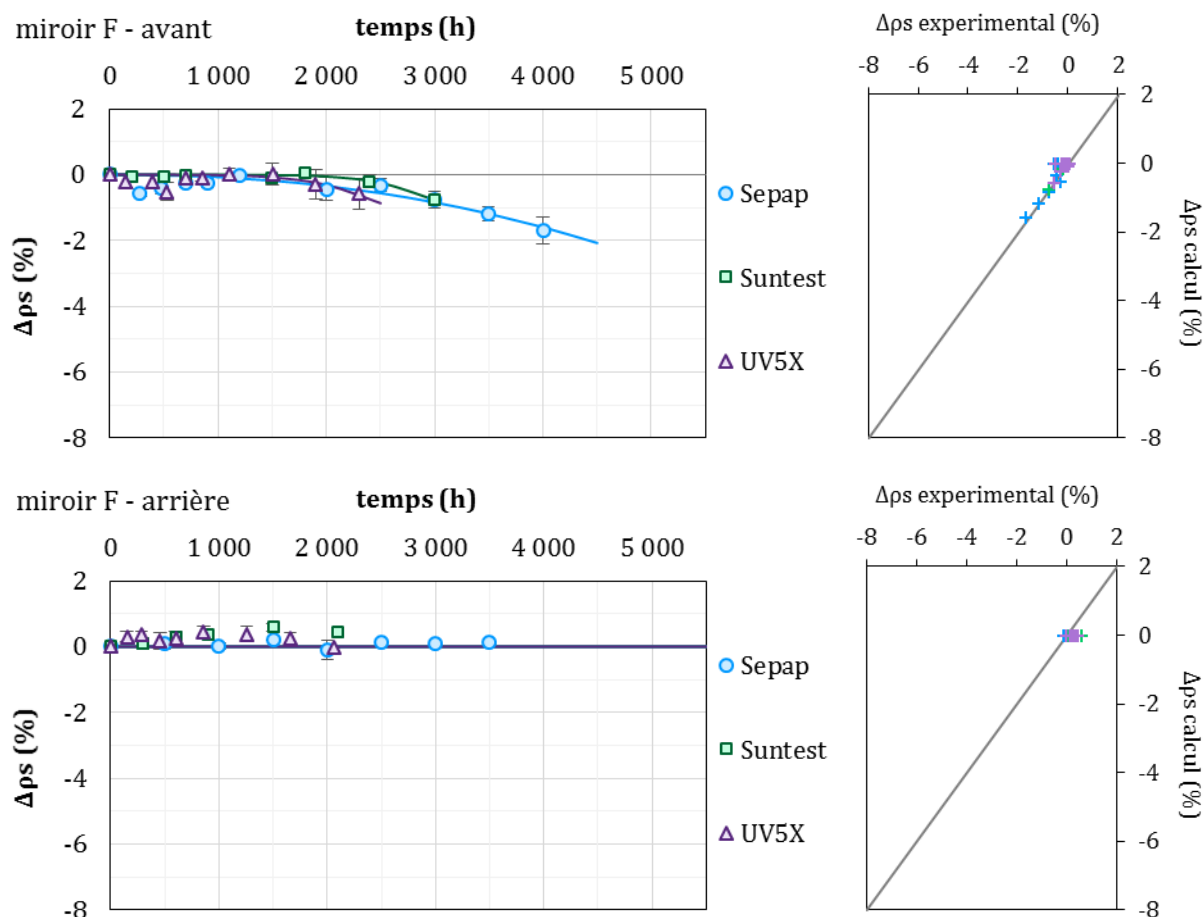 miroir F - avant
temps (h)
0 1 000 2 000 3 000 4 000 5 000
2
0
-2
-4
-6
-8
Δρs (%)
Sepap
Suntest
UV5X
Δρs experimental (%)
-8 -6 -4 -2 0 2
2
0
-2
-4
-6
-8
Δρs calcul (%)
miroir F - arrière
temps (h)
0 1 000 2 000 3 000 4 000 5 000
2
0
-2
-4
-6
-8
Δρs (%)
Sepap
Suntest
UV5X
Δρs experimental (%)
-8 -6 -4 -2 0 2
2
0
-2
-4
-6
-8
Δρs calcul (%)